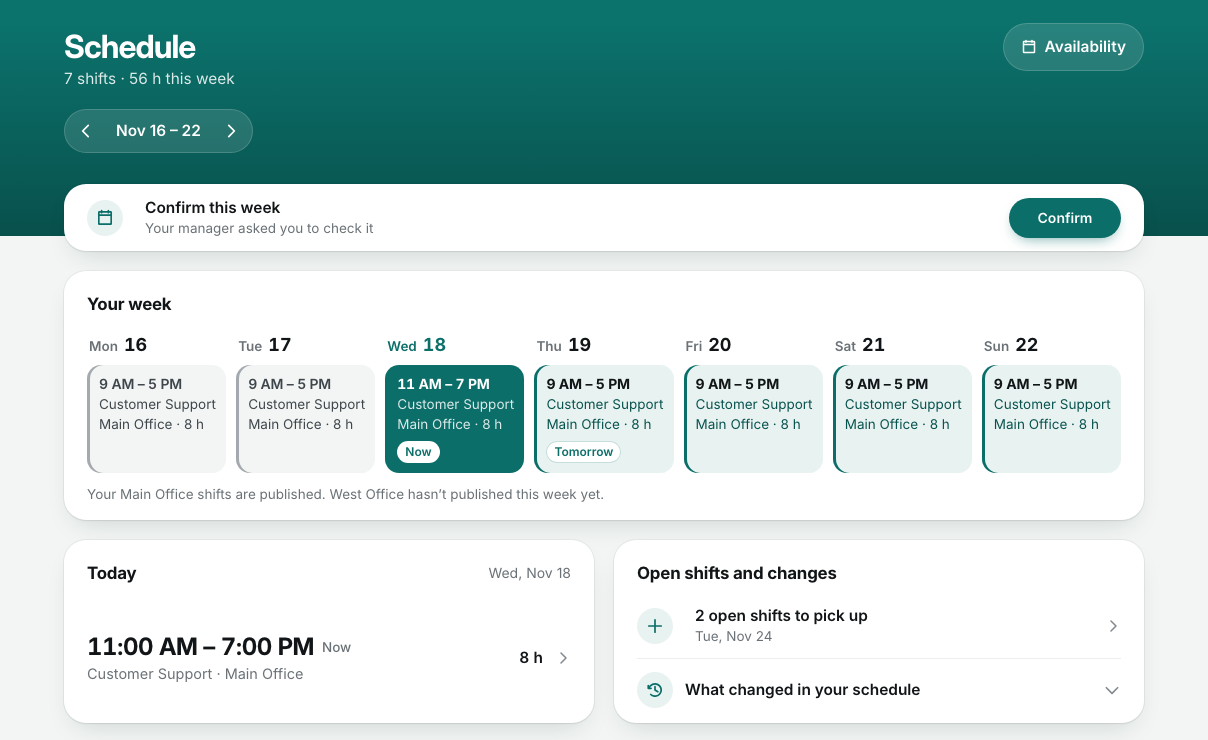 Schedule
7 shifts · 56 h this week
Availability
Nov 16 – 22
Confirm this week
Your manager asked you to check it
Confirm
Your week
Mon 16
Tue 17
Wed 18
Thu 19
Fri 20
Sat 21
Sun 22
9 AM – 5 PM
Customer Support
Main Office · 8 h
9 AM – 5 PM
Customer Support
Main Office · 8 h
11 AM – 7 PM
Customer Support
Main Office · 8 h
Now
9 AM – 5 PM
Customer Support
Main Office · 8 h
Tomorrow
9 AM – 5 PM
Customer Support
Main Office · 8 h
9 AM – 5 PM
Customer Support
Main Office · 8 h
9 AM – 5 PM
Customer Support
Main Office · 8 h
Your Main Office shifts are published. West Office hasn’t published this week yet.
Today
Wed, Nov 18
11:00 AM – 7:00 PM Now
Customer Support · Main Office
8 h
Open shifts and changes
2 open shifts to pick up
Tue, Nov 24
What changed in your schedule